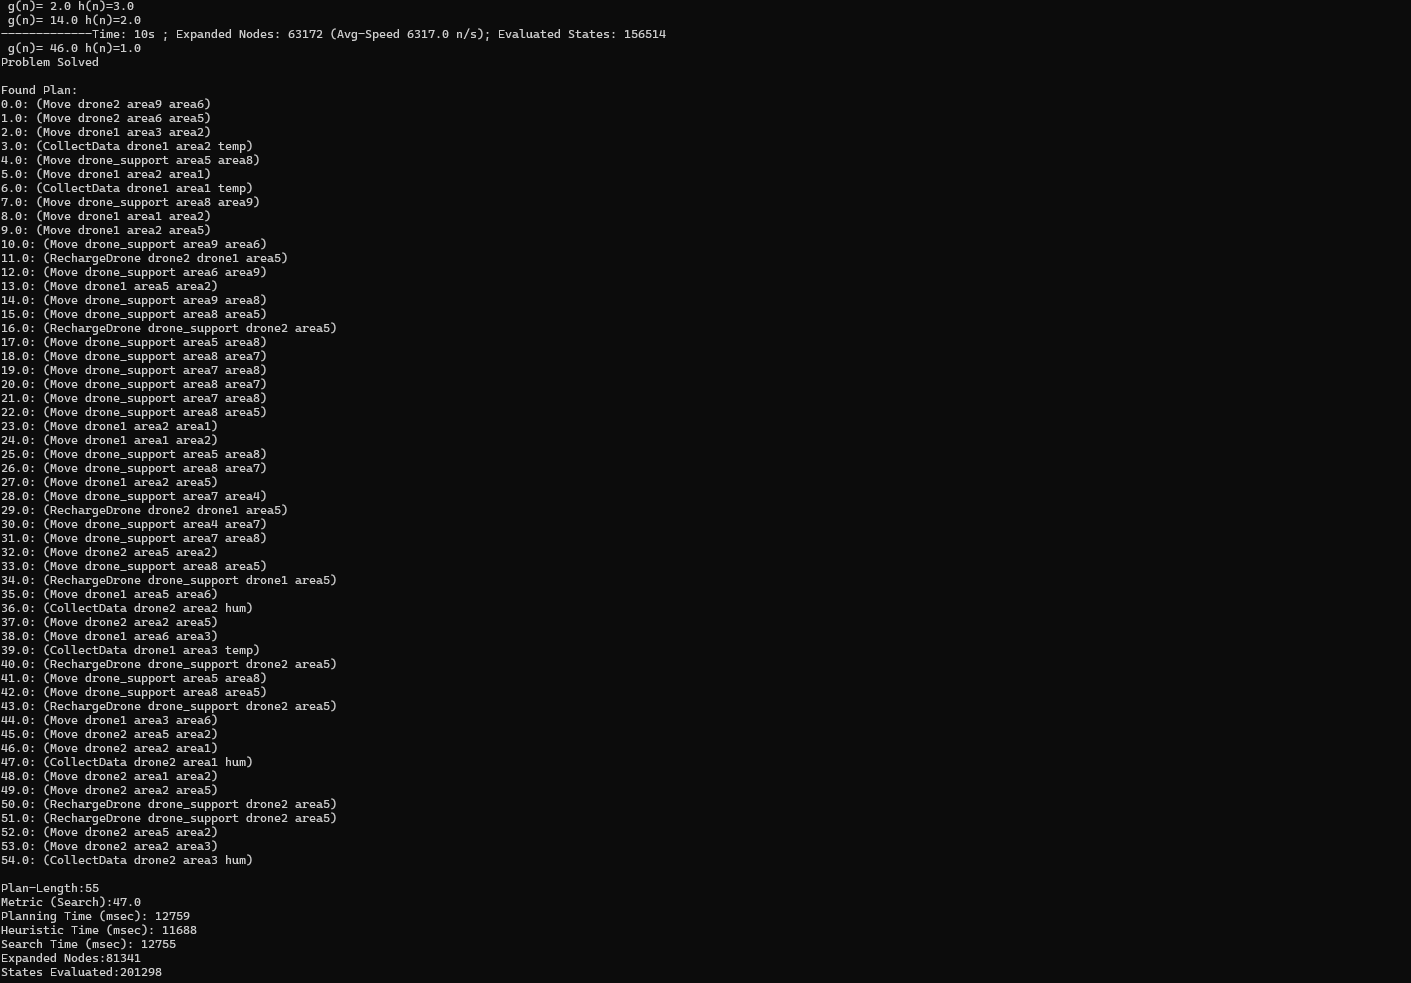 g(n)= 2.0 h(n)=3.0
g(n)= 14.0 h(n)=2.0
-------------Time: 10s ; Expanded Nodes: 63172 (Avg-Speed 6317.0 n/s); Evaluated States: 156514
g(n)= 46.0 h(n)=1.0
Problem Solved
Found Plan:
0.0: (Move drone2 area9 area6)
1.0: (Move drone2 area6 area5)
2.0: (Move drone1 area3 area2)
3.0: (CollectData drone1 area2 temp)
4.0: (Move drone_support area5 area8)
5.0: (Move drone1 area2 area1)
6.0: (CollectData drone1 area1 temp)
7.0: (Move drone_support area8 area9)
8.0: (Move drone1 area1 area2)
9.0: (Move drone1 area2 area5)
10.0: (Move drone_support area9 area6)
11.0: (RechargeDrone drone2 drone1 area5)
12.0: (Move drone_support area6 area9)
13.0: (Move drone1 area5 area2)
14.0: (Move drone_support area9 area8)
15.0: (Move drone_support area8 area5)
16.0: (RechargeDrone drone_support drone2 area5)
17.0: (Move drone_support area5 area8)
18.0: (Move drone_support area8 area7)
19.0: (Move drone_support area7 area8)
20.0: (Move drone_support area8 area7)
21.0: (Move drone_support area7 area8)
22.0: (Move drone_support area8 area5)
23.0: (Move drone1 area2 area1)
24.0: (Move drone1 area1 area2)
25.0: (Move drone_support area5 area8)
26.0: (Move drone_support area8 area7)
27.0: (Move drone1 area2 area5)
28.0: (Move drone_support area7 area4)
29.0: (RechargeDrone drone2 drone1 area5)
30.0: (Move drone_support area4 area7)
31.0: (Move drone_support area7 area8)
32.0: (Move drone2 area5 area2)
33.0: (Move drone_support area8 area5)
34.0: (RechargeDrone drone_support drone1 area5)
35.0: (Move drone1 area5 area6)
36.0: (CollectData drone2 area2 hum)
37.0: (Move drone2 area2 area5)
38.0: (Move drone1 area6 area3)
39.0: (CollectData drone1 area3 temp)
40.0: (RechargeDrone drone_support drone2 area5)
41.0: (Move drone_support area5 area8)
42.0: (Move drone_support area8 area5)
43.0: (RechargeDrone drone_support drone2 area5)
44.0: (Move drone1 area3 area6)
45.0: (Move drone2 area5 area2)
46.0: (Move drone2 area2 area1)
47.0: (CollectData drone2 area1 hum)
48.0: (Move drone2 area1 area2)
49.0: (Move drone2 area2 area5)
50.0: (RechargeDrone drone_support drone2 area5)
51.0: (RechargeDrone drone_support drone2 area5)
52.0: (Move drone2 area5 area2)
53.0: (Move drone2 area2 area3)
54.0: (CollectData drone2 area3 hum)
Plan-Length:55
Metric (Search):47.0
Planning Time (msec): 12759
Heuristic Time (msec): 11688
Search Time (msec): 12755
Expanded Nodes:81341
States Evaluated:201298